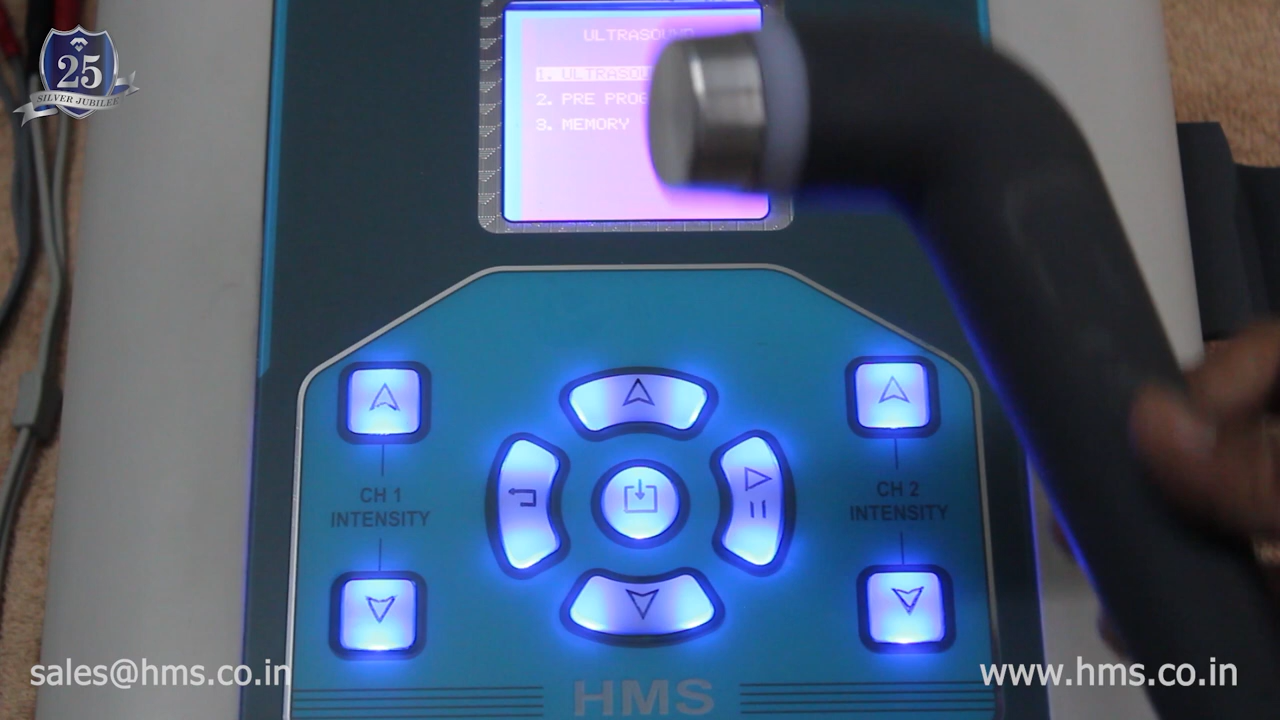 25
SILVER JUBILEE
ULTRASOUND
1.
2. PRE
3. MEMORY
CH 1
INTENSITY
CH 2
INTENSITY
sales@hms.co.in
www.hms.co.in
HMS